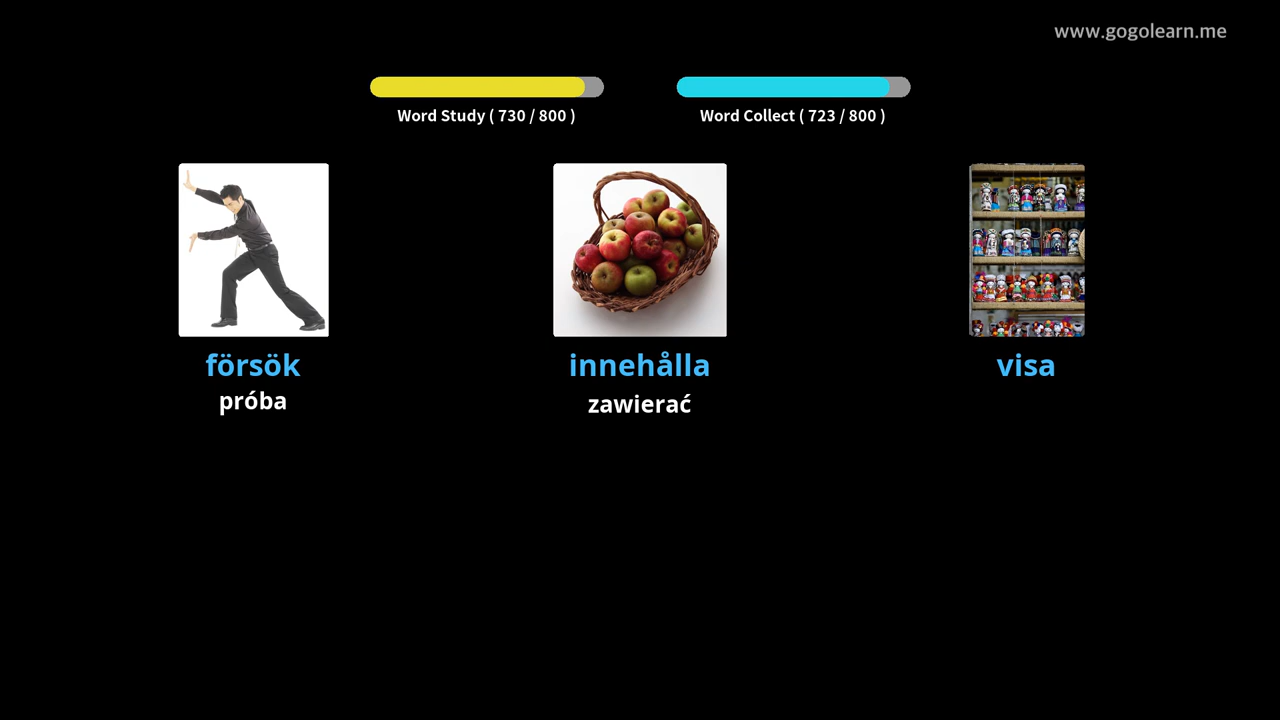 www.gogolearn.me
Word Study ( 730 / 800 )
Word Collect ( 723 / 800 )
försök
innehålla
visa
próba
zawierać